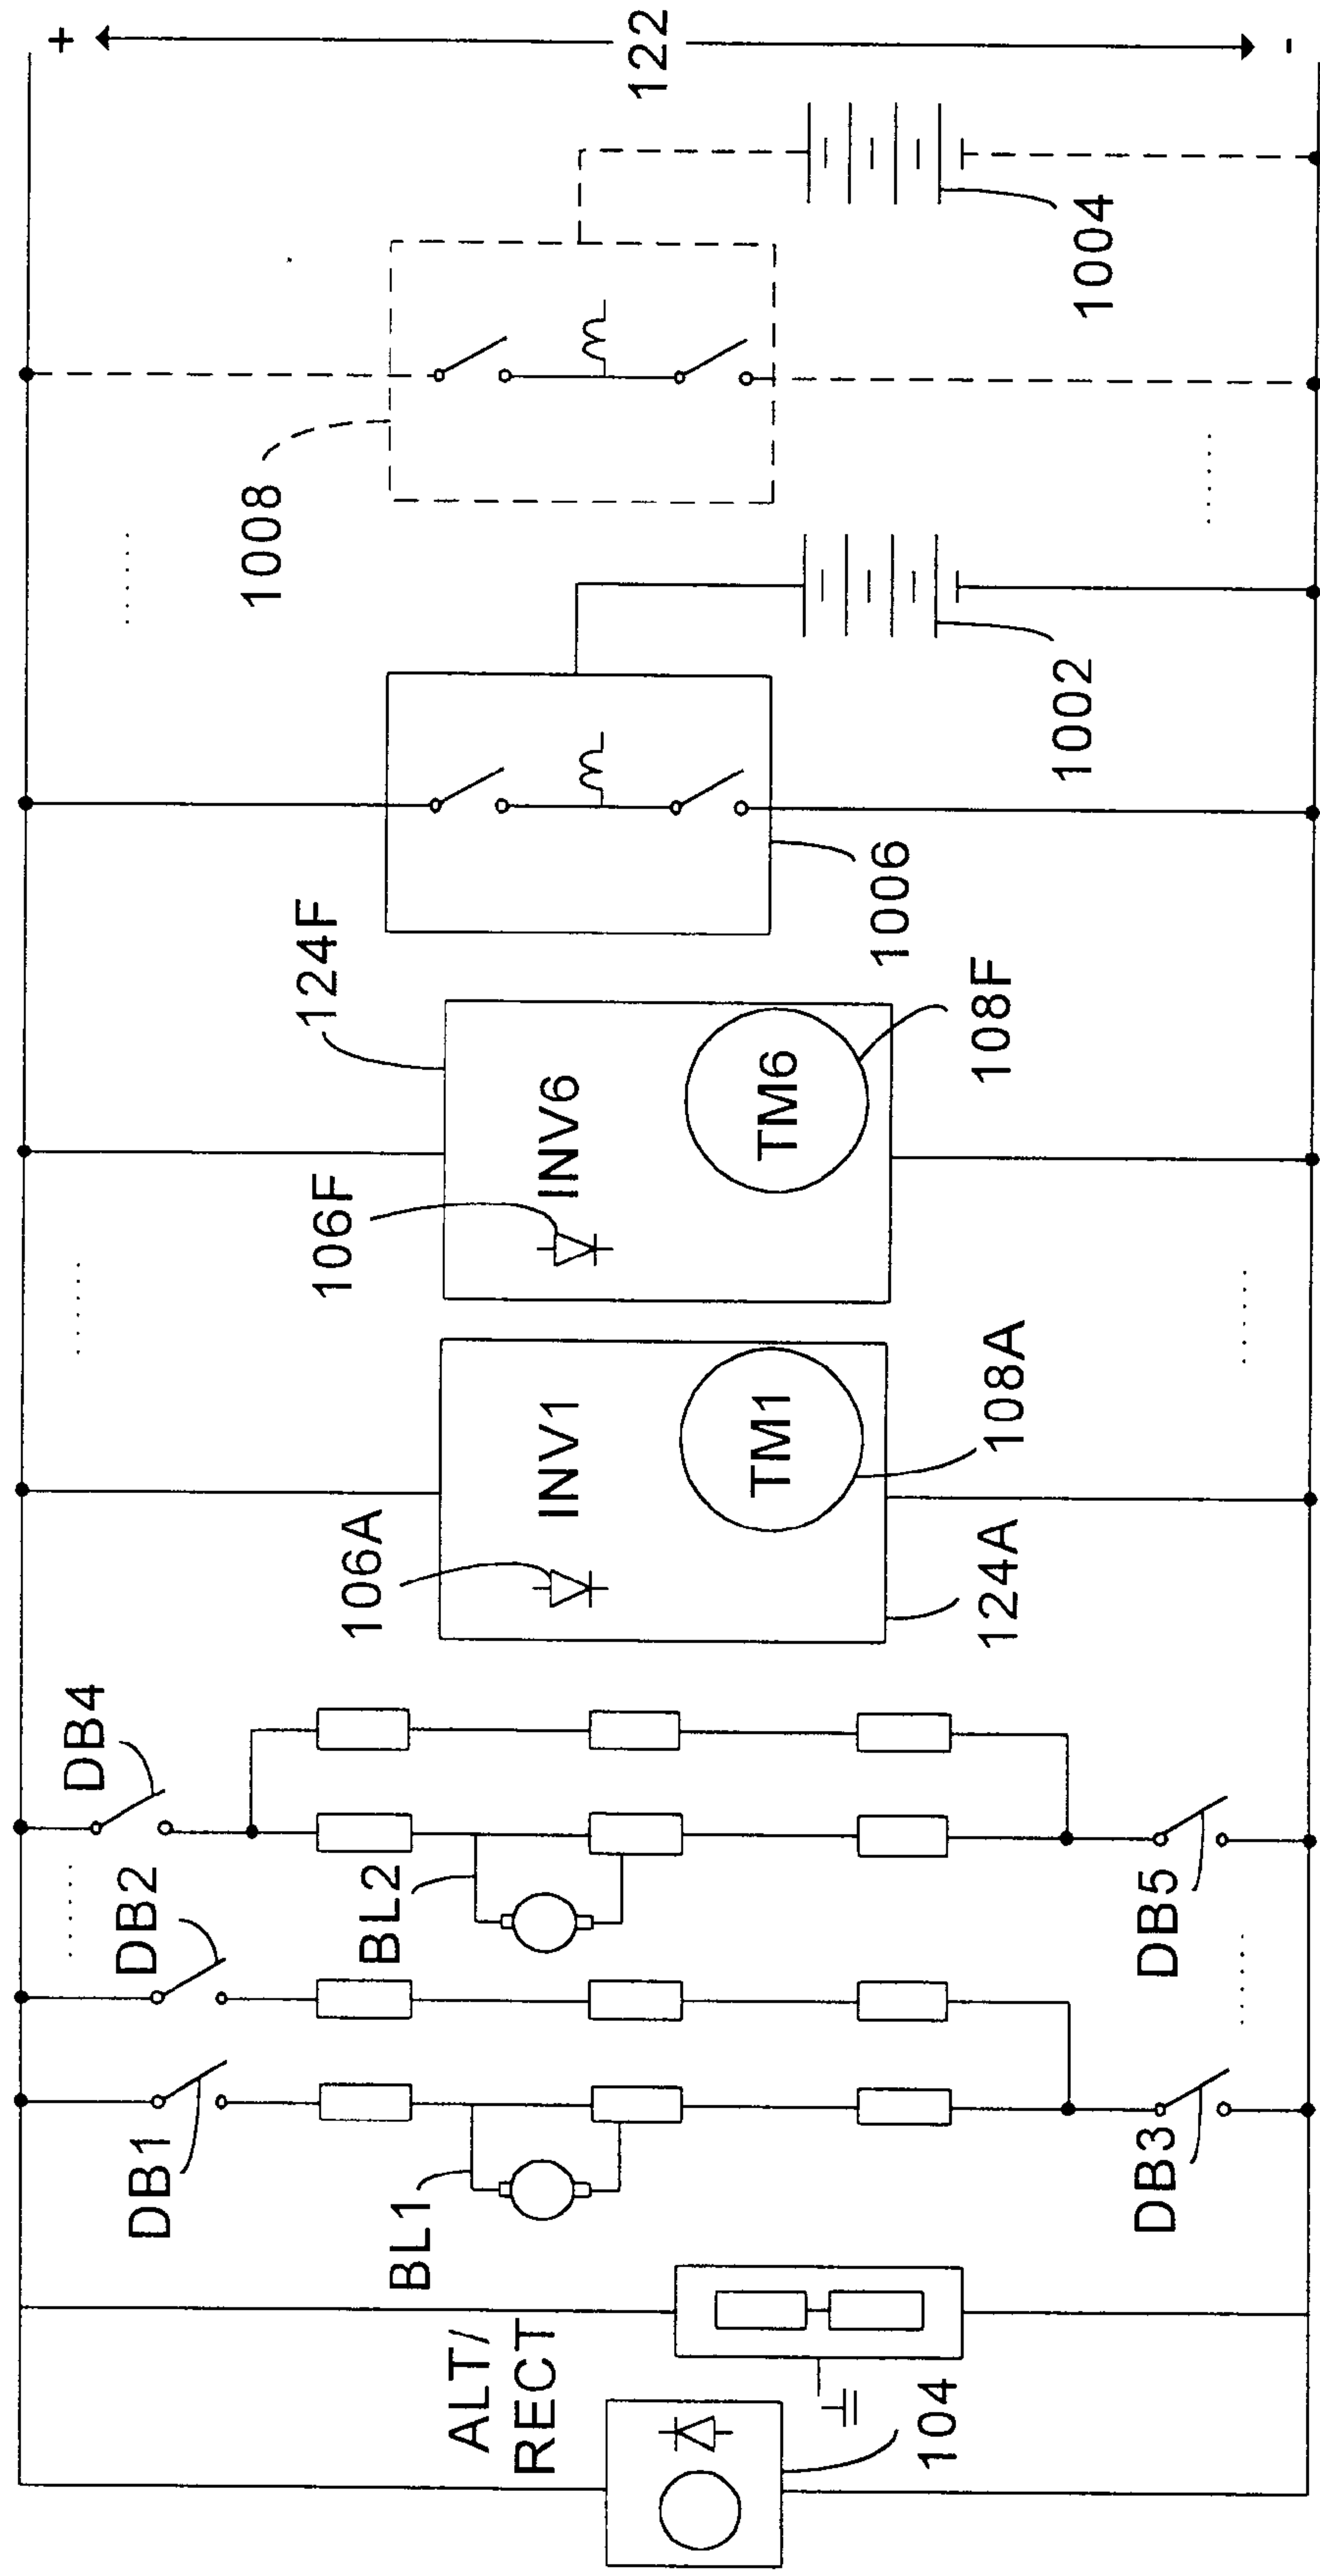 +
122
-
1004
1008
1002
1006
124F
INV6
TM6
108F
106F
INV1
TM1
108A
106A
124A
DB4
DB2
BL2
DB5
DB1
BL1
DB3
ALT/
RECT
104